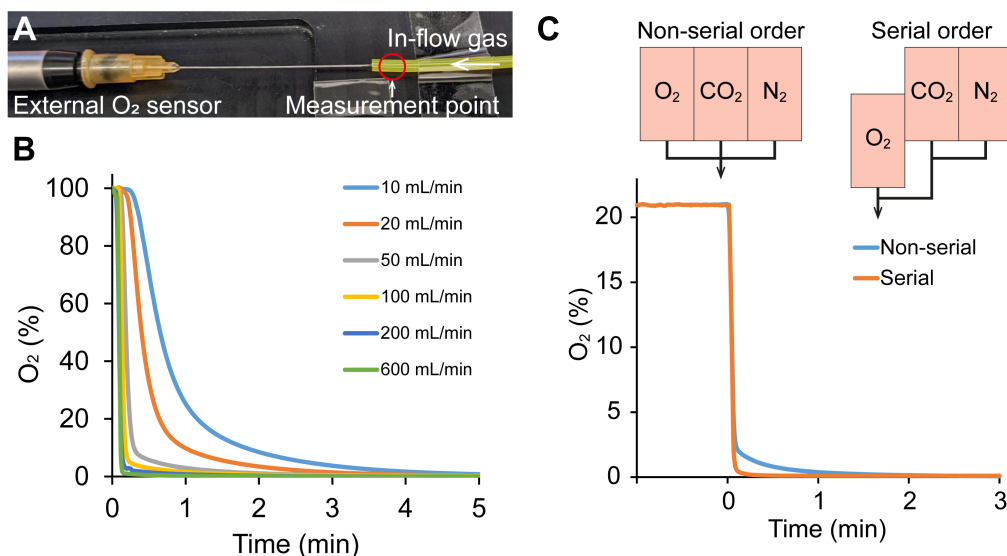 A
In-flow gas
External O₂ sensor
Measurement point
B
100
80
60
40
20
0
O₂ (%)
0
1
2
3
4
5
Time (min)
10 mL/min
20 mL/min
50 mL/min
100 mL/min
200 mL/min
600 mL/min
C
Non-serial order
O₂
CO₂
N₂
Serial order
O₂
CO₂
N₂
20
15
10
5
0
O₂ (%)
0
1
2
3
Time (min)
Non-serial
Serial